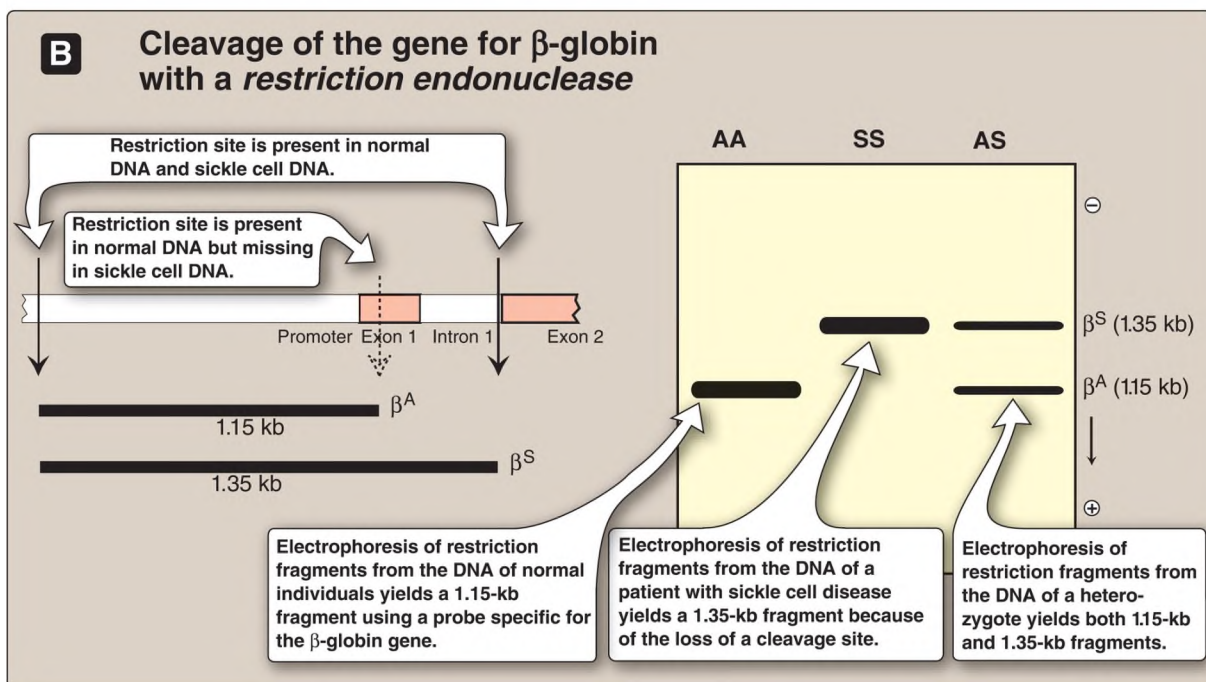 B
Cleavage of the gene for β-globin
with a restriction endonuclease
Restriction site is present in normal
DNA and sickle cell DNA.
Restriction site is present
in normal DNA but missing
in sickle cell DNA.
Promoter Exon 1 Intron 1 Exon 2
βA
1.15 kb
βS
1.35 kb
AA SS AS
−
βS (1.35 kb)
βA (1.15 kb)
+
Electrophoresis of restriction
fragments from the DNA of normal
individuals yields a 1.15-kb
fragment using a probe specific for
the β-globin gene.
Electrophoresis of restriction
fragments from the DNA of a
patient with sickle cell disease
yields a 1.35-kb fragment because
of the loss of a cleavage site.
Electrophoresis of
restriction fragments from
the DNA of a hetero-
zygote yields both 1.15-kb
and 1.35-kb fragments.